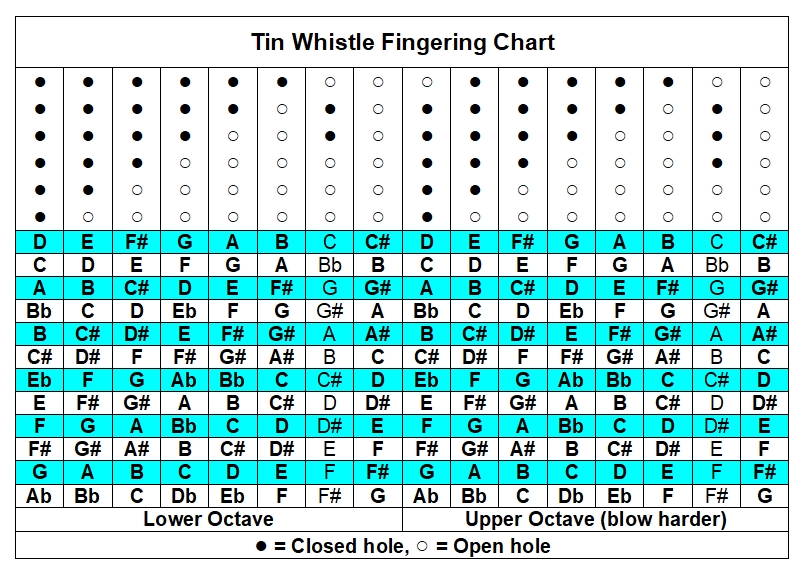 Tin Whistle Fingering Chart
● ● ● ● ● ● ○ ○ ○ ● ● ● ● ● ○ ○
● ● ● ● ● ○ ● ○ ● ● ● ● ● ○ ● ○
● ● ● ● ○ ○ ● ○ ● ● ● ● ○ ○ ● ○
● ● ● ○ ○ ○ ○ ○ ● ● ● ○ ○ ○ ● ○
● ● ○ ○ ○ ○ ○ ○ ● ● ○ ○ ○ ○ ○ ○
● ○ ○ ○ ○ ○ ○ ○ ● ○ ○ ○ ○ ○ ○ ○
D E F# G A B C C# D E F# G A B C C#
C D E F G A Bb B C D E F G A Bb B
A B C# D E F# G G# A B C# D E F# G G#
Bb C D Eb F G G# A Bb C D Eb F G G# A
B C# D# E F# G# A A# B C# D# E F# G# A A#
C# D# F F# G# A# B C C# D# F F# G# A# B C
Eb F G Ab Bb C C# D Eb F G Ab Bb C C# D
E F# G# A B C# D D# E F# G# A B C# D D#
F G A Bb C D D# E F G A Bb C D D# E
F# G# A# B C# D# E F F# G# A# B C# D# E F
G A B C D E F F# G A B C D E F F#
Ab Bb C Db Eb F F# G Ab Bb C Db Eb F F# G
Lower Octave Upper Octave (blow harder)
● = Closed hole, ○ = Open hole